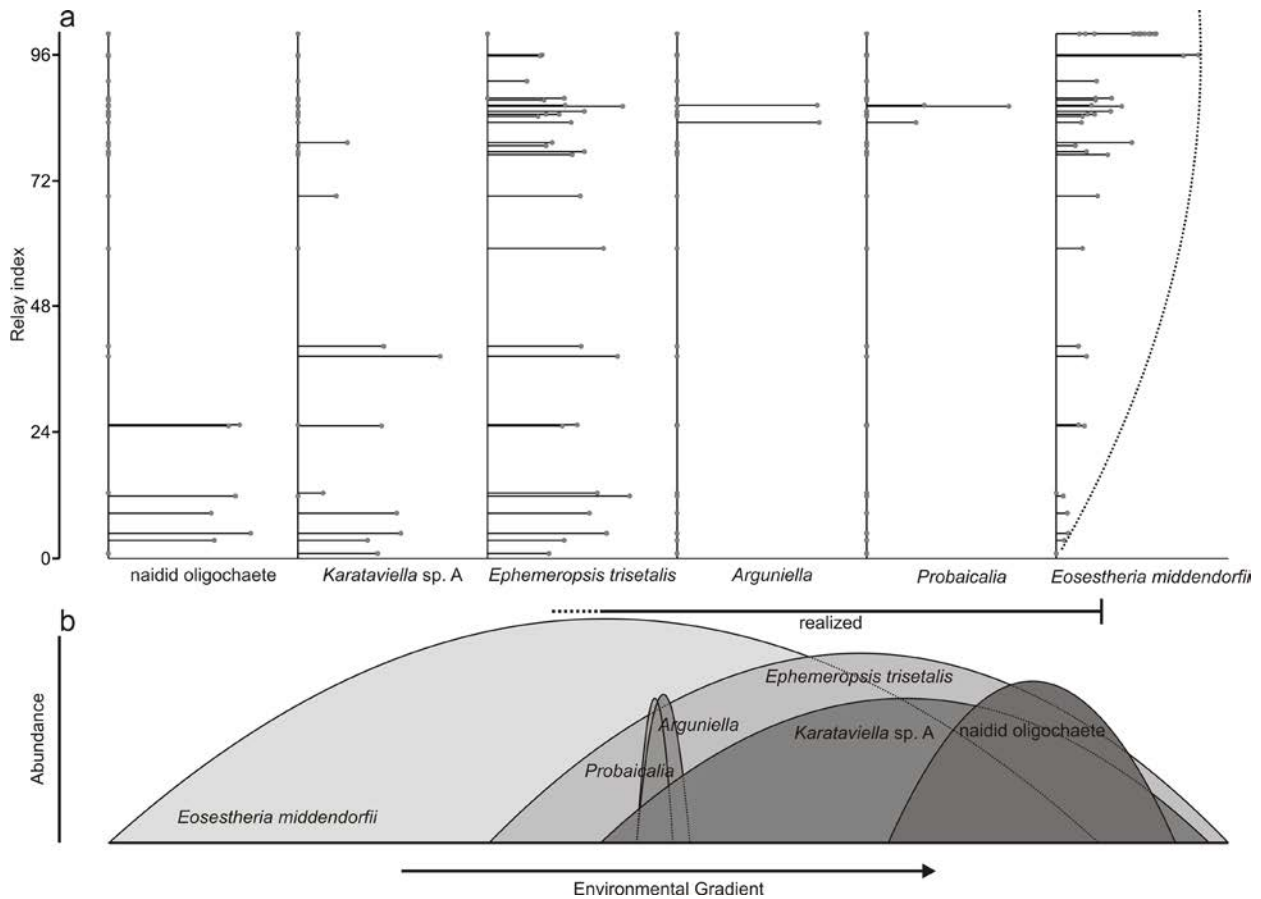 a
96
72
48
24
0
Relay index
naidid oligochaete
Karataviella sp. A
Ephemeropsis trisetalis
Arguniella
Probaicalia
Eosestheria middendorfii
b
realized
Abundance
Ephemeropsis trisetalis
Arguniella
Karataviella sp. A
naidid oligochaete
Probaicalia
Eosestheria middendorfii
Environmental Gradient